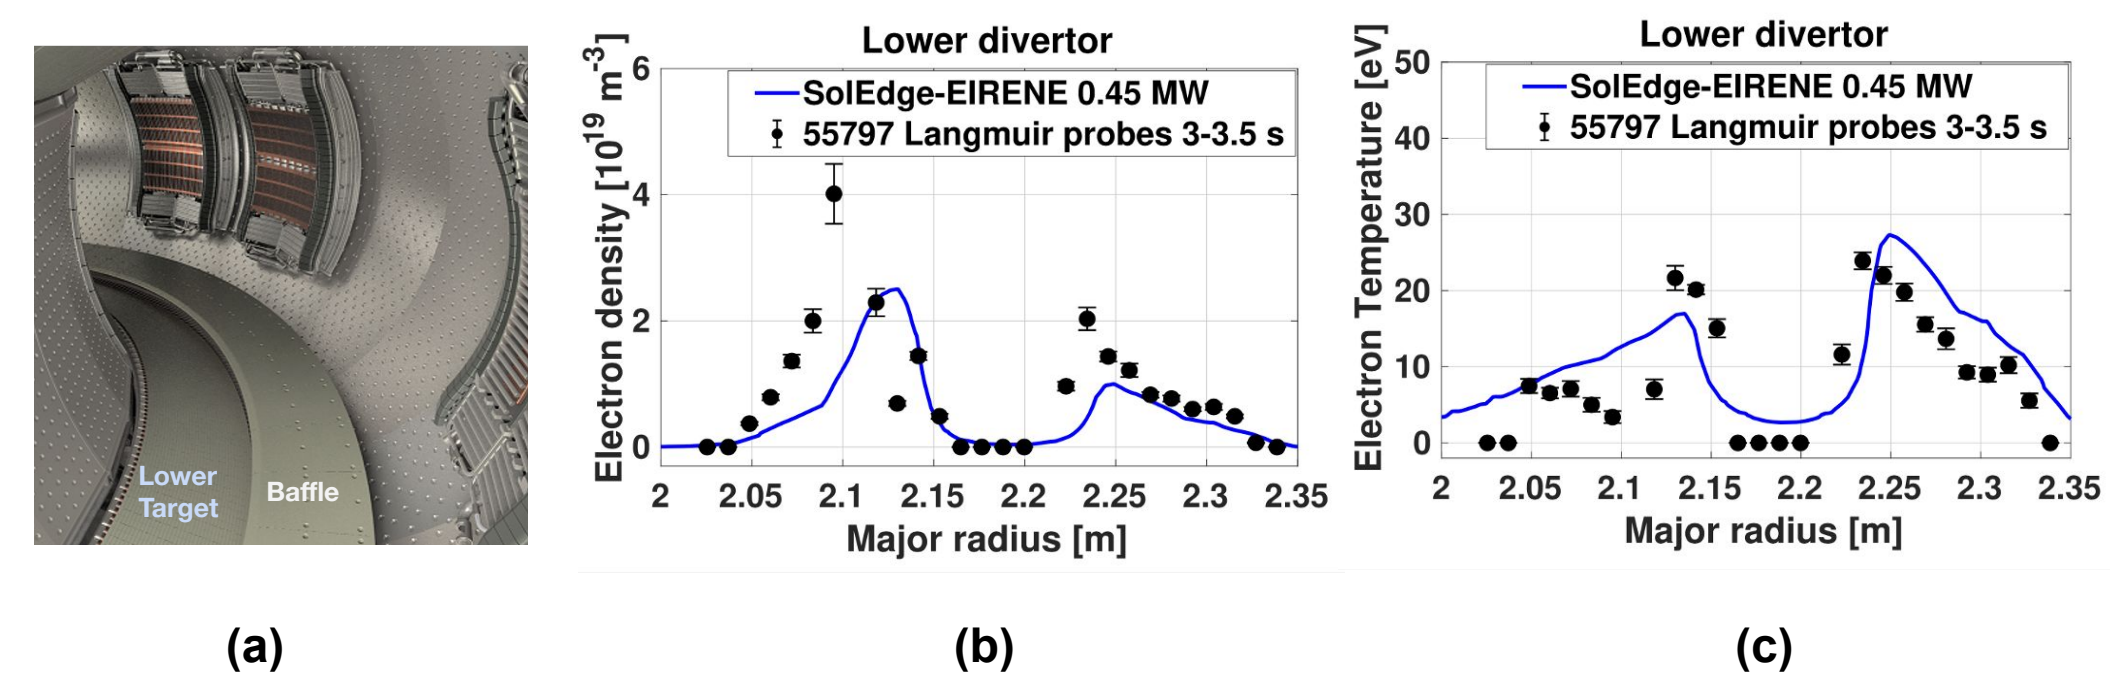 Lower
Target
Baffle
(a)
Lower divertor
SolEdge-EIRENE 0.45 MW
55797 Langmuir probes 3-3.5 s
Electron density [10^19 m^-3]
6
4
2
0
2
2.05
2.1
2.15
2.2
2.25
2.3
2.35
Major radius [m]
(b)
Lower divertor
SolEdge-EIRENE 0.45 MW
55797 Langmuir probes 3-3.5 s
Electron Temperature [eV]
50
40
30
20
10
0
2
2.05
2.1
2.15
2.2
2.25
2.3
2.35
Major radius [m]
(c)